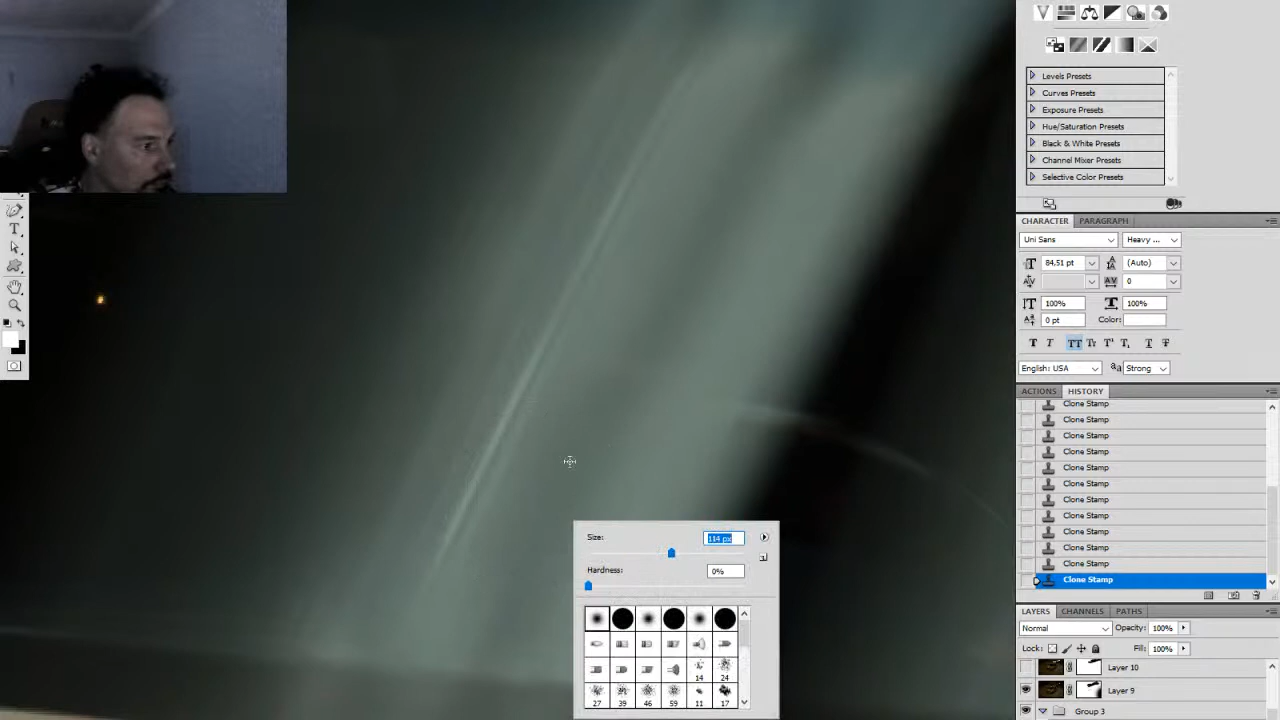 Levels Presets
Curves Presets
Exposure Presets
Hue/Saturation Presets
Black & White Presets
Channel Mixer Presets
Selective Color Presets
CHARACTER PARAGRAPH
Uni Sans Heavy ...
84,51 pt (Auto)
0
100% 100%
0 pt Color:
English: USA Strong
ACTIONS HISTORY
Clone Stamp
Clone Stamp
Clone Stamp
Clone Stamp
Clone Stamp
Clone Stamp
Clone Stamp
Clone Stamp
Clone Stamp
Clone Stamp
Clone Stamp
Clone Stamp
LAYERS CHANNELS PATHS
Normal Opacity: 100%
Lock: Fill: 100%
Layer 10
Layer 9
Group 3
Size: 114 px
Hardness: 0%
14 24
27 39 46 59 11 17